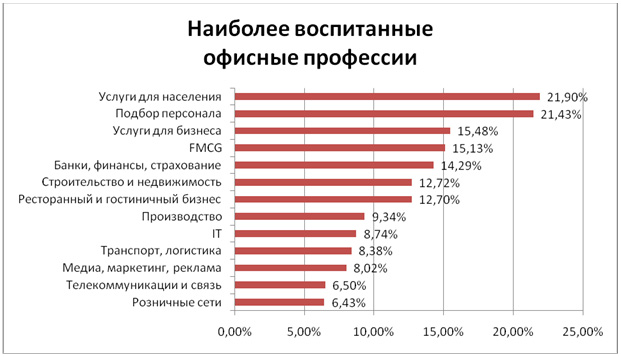 Наиболее воспитанные
офисные профессии
Услуги для населения 21,90%
Подбор персонала 21,43%
Услуги для бизнеса 15,48%
FMCG 15,13%
Банки, финансы, страхование 14,29%
Строительство и недвижимость 12,72%
Ресторанный и гостиничный бизнес 12,70%
Производство 9,34%
IT 8,74%
Транспорт, логистика 8,38%
Медиа, маркетинг, реклама 8,02%
Телекоммуникации и связь 6,50%
Розничные сети 6,43%
0,00% 5,00% 10,00% 15,00% 20,00% 25,00%